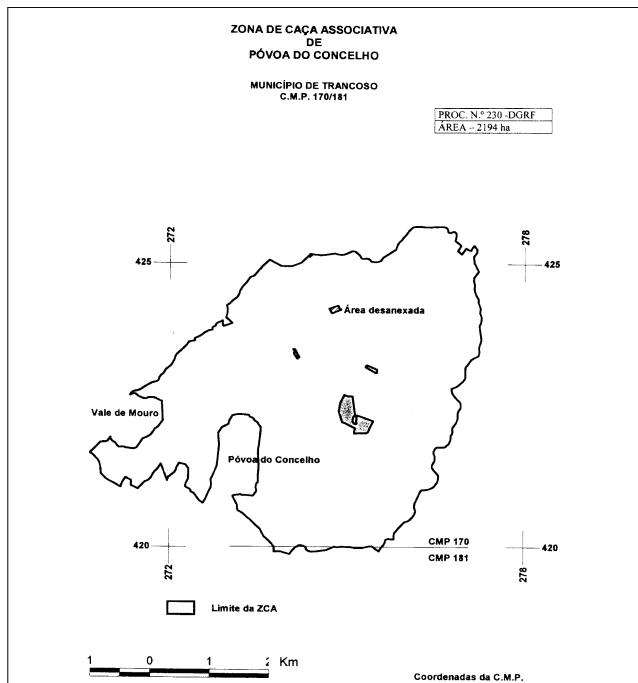 ZONA DE CAÇA ASSOCIATIVA
DE
PÓVOA DO CONCELHO
MUNICÍPIO DE TRANCOSO
C.M.P. 170/181
PROC. N.º 230 -DGRF
ÁREA – 2194 ha
272
278
425
425
Área desanexada
Vale de Mouro
Póvoa do Concelho
420
CMP 170
420
CMP 181
272
278
Limite da ZCA
1 0 1 2 Km
Coordenadas da C.M.P.